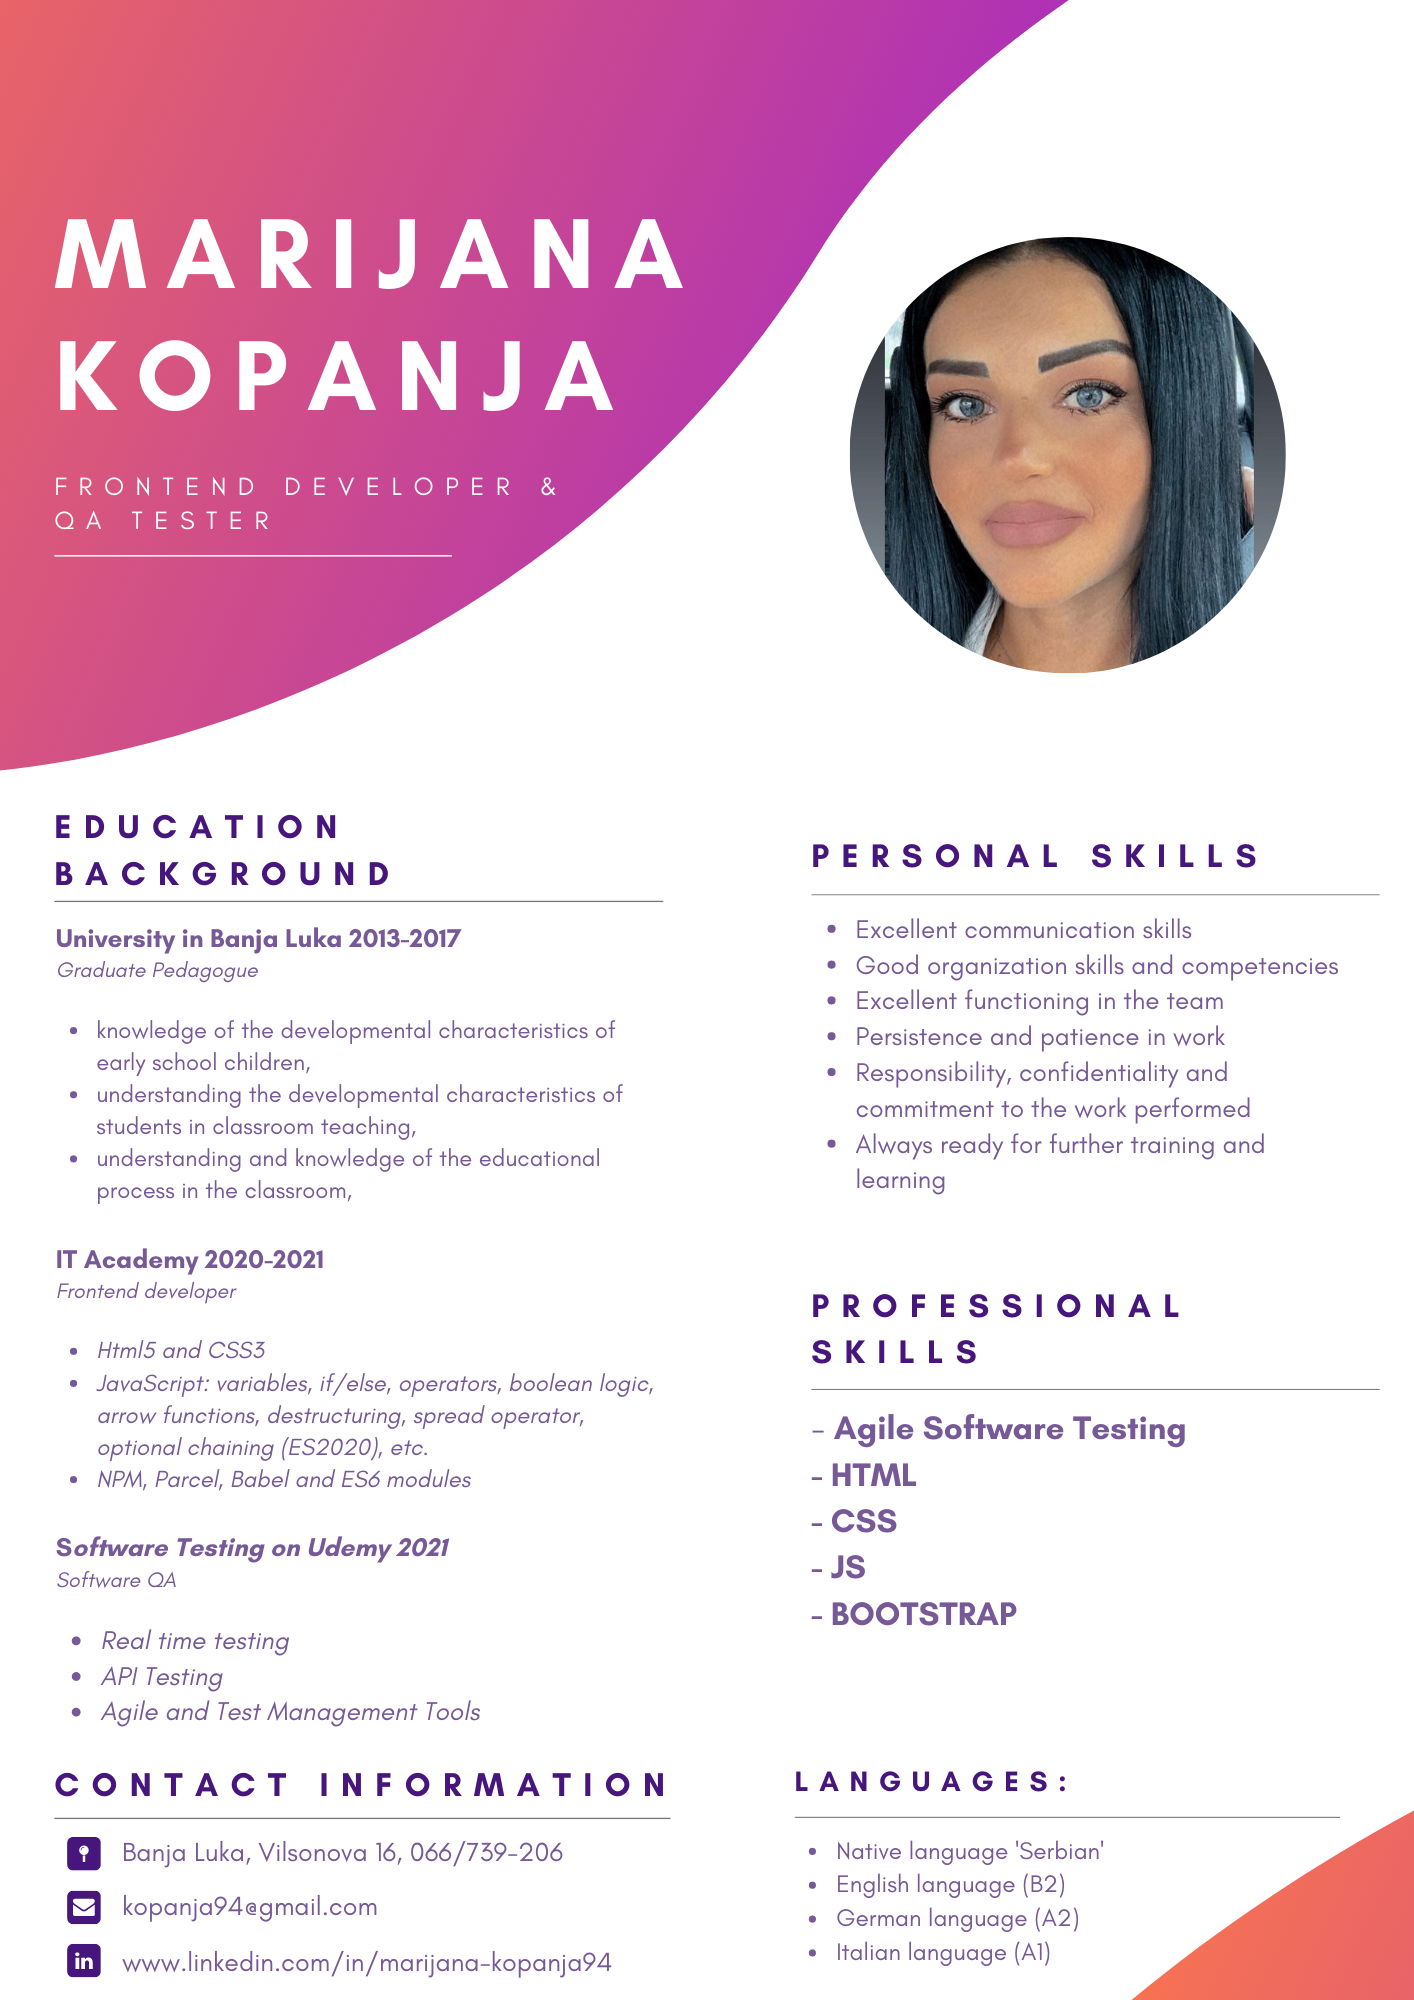 MARIJANA
KOPANJA
FRONTEND DEVELOPER &
QA TESTER
EDUCATION
BACKGROUND
University in Banja Luka 2013-2017
Graduate Pedagogue
• knowledge of the developmental characteristics of
early school children,
• understanding the developmental characteristics of
students in classroom teaching,
• understanding and knowledge of the educational
process in the classroom,
IT Academy 2020-2021
Frontend developer
• Html5 and CSS3
• JavaScript: variables, if/else, operators, boolean logic,
arrow functions, destructuring, spread operator,
optional chaining (ES2020), etc.
• NPM, Parcel, Babel and ES6 modules
Software Testing on Udemy 2021
Software QA
• Real time testing
• API Testing
• Agile and Test Management Tools
CONTACT INFORMATION
Banja Luka, Vilsonova 16, 066/739-206
kopanja94@gmail.com
in www.linkedin.com/in/marijana-kopanja94
PERSONAL SKILLS
• Excellent communication skills
• Good organization skills and competencies
• Excellent functioning in the team
• Persistence and patience in work
• Responsibility, confidentiality and
commitment to the work performed
• Always ready for further training and
learning
PROFESSIONAL
SKILLS
- Agile Software Testing
- HTML
- CSS
- JS
- BOOTSTRAP
LANGUAGES:
• Native language 'Serbian'
• English language (B2)
• German language (A2)
• Italian language (A1)